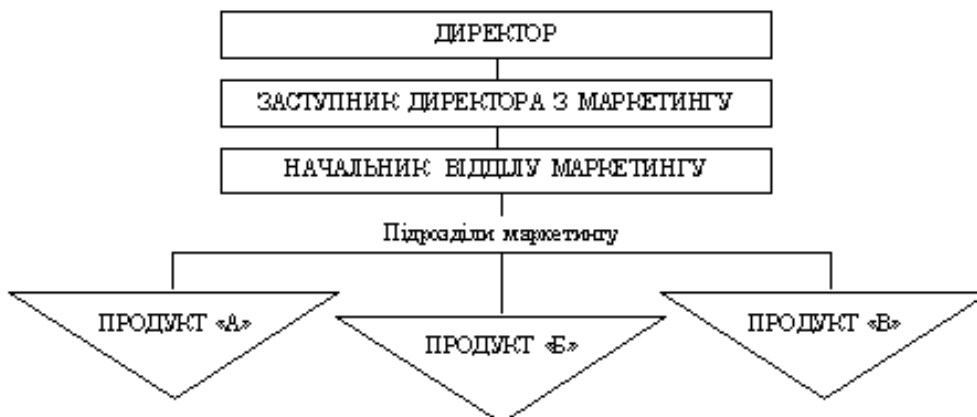 ДИРЕКТОР
ЗАСТУПНИК ДИРЕКТОРА З МАРКЕТИНГУ
НАЧАЛЬНИК ВІДДІЛУ МАРКЕТИНГУ
Підрозділи маркетингу
ПРОДУКТ «А»
ПРОДУКТ «Б»
ПРОДУКТ «В»